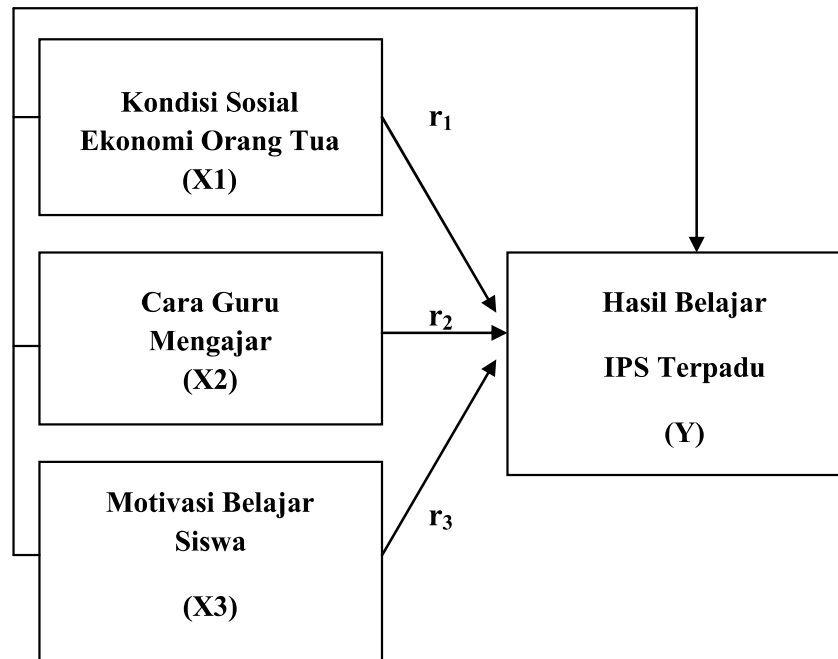 Kondisi Sosial
Ekonomi Orang Tua
(X1)
r₁
Cara Guru
Mengajar
(X2)
r₂
Hasil Belajar
IPS Terpadu
(Y)
Motivasi Belajar
Siswa
(X3)
r₃